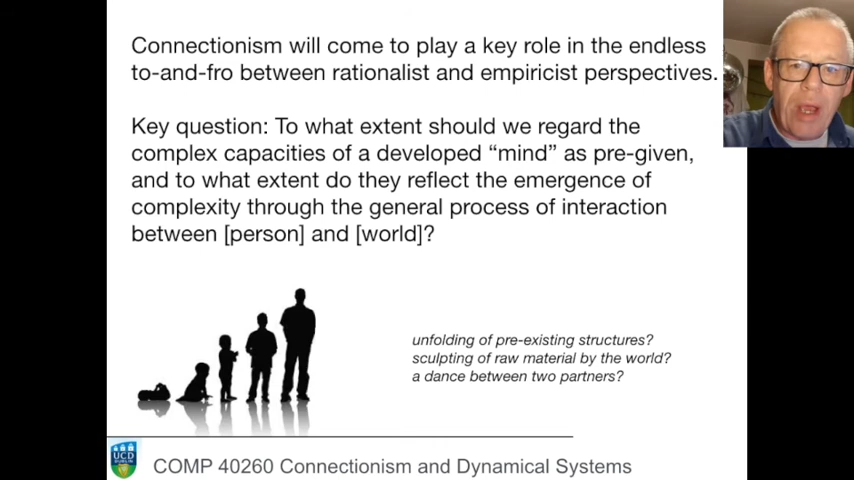 Connectionism will come to play a key role in the endless
to-and-fro between rationalist and empiricist perspectives.
Key question: To what extent should we regard the
complex capacities of a developed “mind” as pre-given,
and to what extent do they reflect the emergence of
complexity through the general process of interaction
between [person] and [world]?
unfolding of pre-existing structures?
sculpting of raw material by the world?
a dance between two partners?
UCD
DUBLIN
COMP 40260 Connectionism and Dynamical Systems